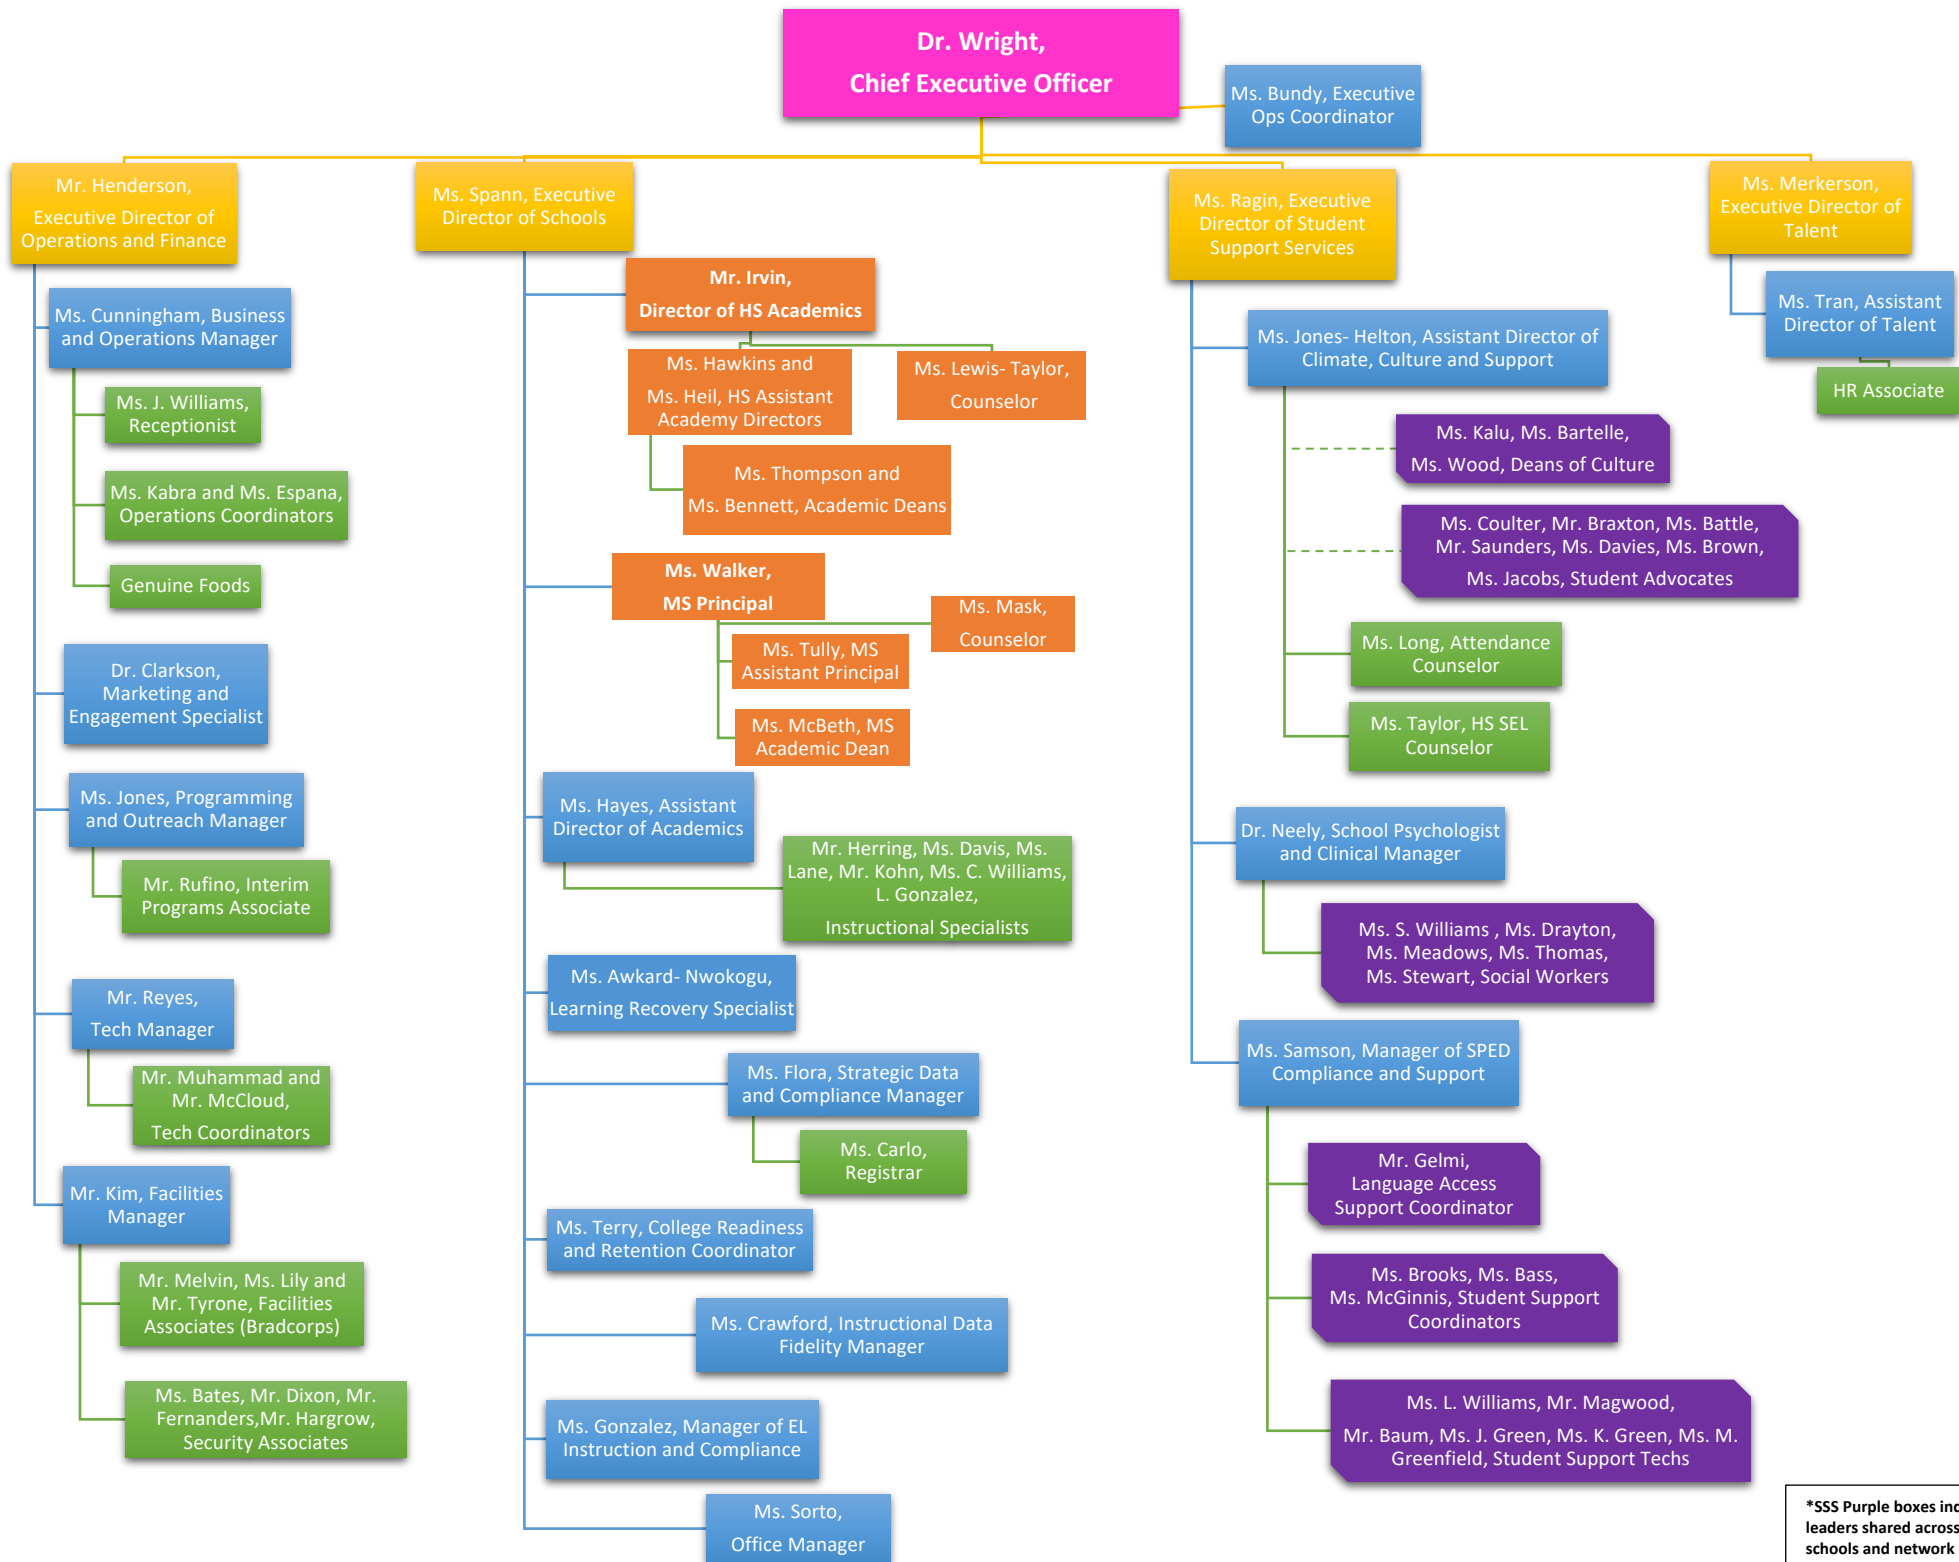 Dr. Wright,
Chief Executive Officer
Ms. Bundy, Executive
Ops Coordinator
Mr. Henderson,
Executive Director of
Operations and Finance
Ms. Cunningham, Business
and Operations Manager
Ms. J. Williams,
Receptionist
Ms. Kabra and Ms. Espana,
Operations Coordinators
Genuine Foods
Dr. Clarkson,
Marketing and
Engagement Specialist
Ms. Jones, Programming
and Outreach Manager
Mr. Rufino, Interim
Programs Associate
Mr. Reyes,
Tech Manager
Mr. Muhammad and
Mr. McCloud,
Tech Coordinators
Mr. Kim, Facilities
Manager
Mr. Melvin, Ms. Lily and
Mr. Tyrone, Facilities
Associates (Bradcorps)
Ms. Bates, Mr. Dixon, Mr.
Fernanders,Mr. Hargrow,
Security Associates
Ms. Spann, Executive
Director of Schools
Mr. Irvin,
Director of HS Academics
Ms. Hawkins and
Ms. Heil, HS Assistant
Academy Directors
Ms. Lewis- Taylor,
Counselor
Ms. Thompson and
Ms. Bennett, Academic Deans
Ms. Walker,
MS Principal
Ms. Mask,
Counselor
Ms. Tully, MS
Assistant Principal
Ms. McBeth, MS
Academic Dean
Ms. Hayes, Assistant
Director of Academics
Mr. Herring, Ms. Davis, Ms.
Lane, Mr. Kohn, Ms. C. Williams,
L. Gonzalez,
Instructional Specialists
Ms. Awkard- Nwokogu,
Learning Recovery Specialist
Ms. Flora, Strategic Data
and Compliance Manager
Ms. Carlo,
Registrar
Ms. Terry, College Readiness
and Retention Coordinator
Ms. Crawford, Instructional Data
Fidelity Manager
Ms. Gonzalez, Manager of EL
Instruction and Compliance
Ms. Sorto,
Office Manager
Ms. Ragin, Executive
Director of Student
Support Services
Ms. Jones- Helton, Assistant Director of
Climate, Culture and Support
Ms. Kalu, Ms. Bartelle,
Ms. Wood, Deans of Culture
Ms. Coulter, Mr. Braxton, Ms. Battle,
Mr. Saunders, Ms. Davies, Ms. Brown,
Ms. Jacobs, Student Advocates
Ms. Long, Attendance
Counselor
Ms. Taylor, HS SEL
Counselor
Dr. Neely, School Psychologist
and Clinical Manager
Ms. S. Williams , Ms. Drayton,
Ms. Meadows, Ms. Thomas,
Ms. Stewart, Social Workers
Ms. Samson, Manager of SPED
Compliance and Support
Mr. Gelmi,
Language Access
Support Coordinator
Ms. Brooks, Ms. Bass,
Ms. McGinnis, Student Support
Coordinators
Ms. L. Williams, Mr. Magwood,
Mr. Baum, Ms. J. Green, Ms. K. Green, Ms. M.
Greenfield, Student Support Techs
Ms. Merkerson,
Executive Director of
Talent
Ms. Tran, Assistant
Director of Talent
HR Associate
*SSS Purple boxes
leaders shared across
schools and network